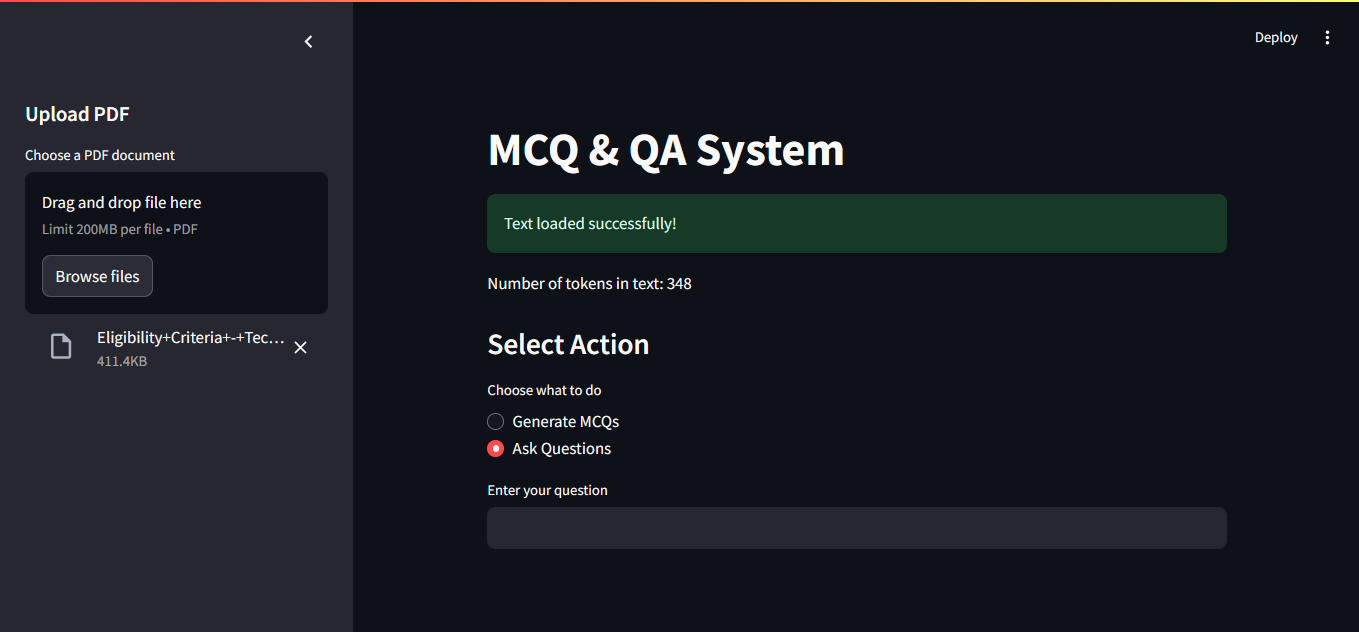 Upload PDF
Choose a PDF document
Drag and drop file here
Limit 200MB per file • PDF
Browse files
Eligibility+Criteria+-+Tec...
411.4KB
Deploy
MCQ & QA System
Text loaded successfully!
Number of tokens in text: 348
Select Action
Choose what to do
Generate MCQs
Ask Questions
Enter your question